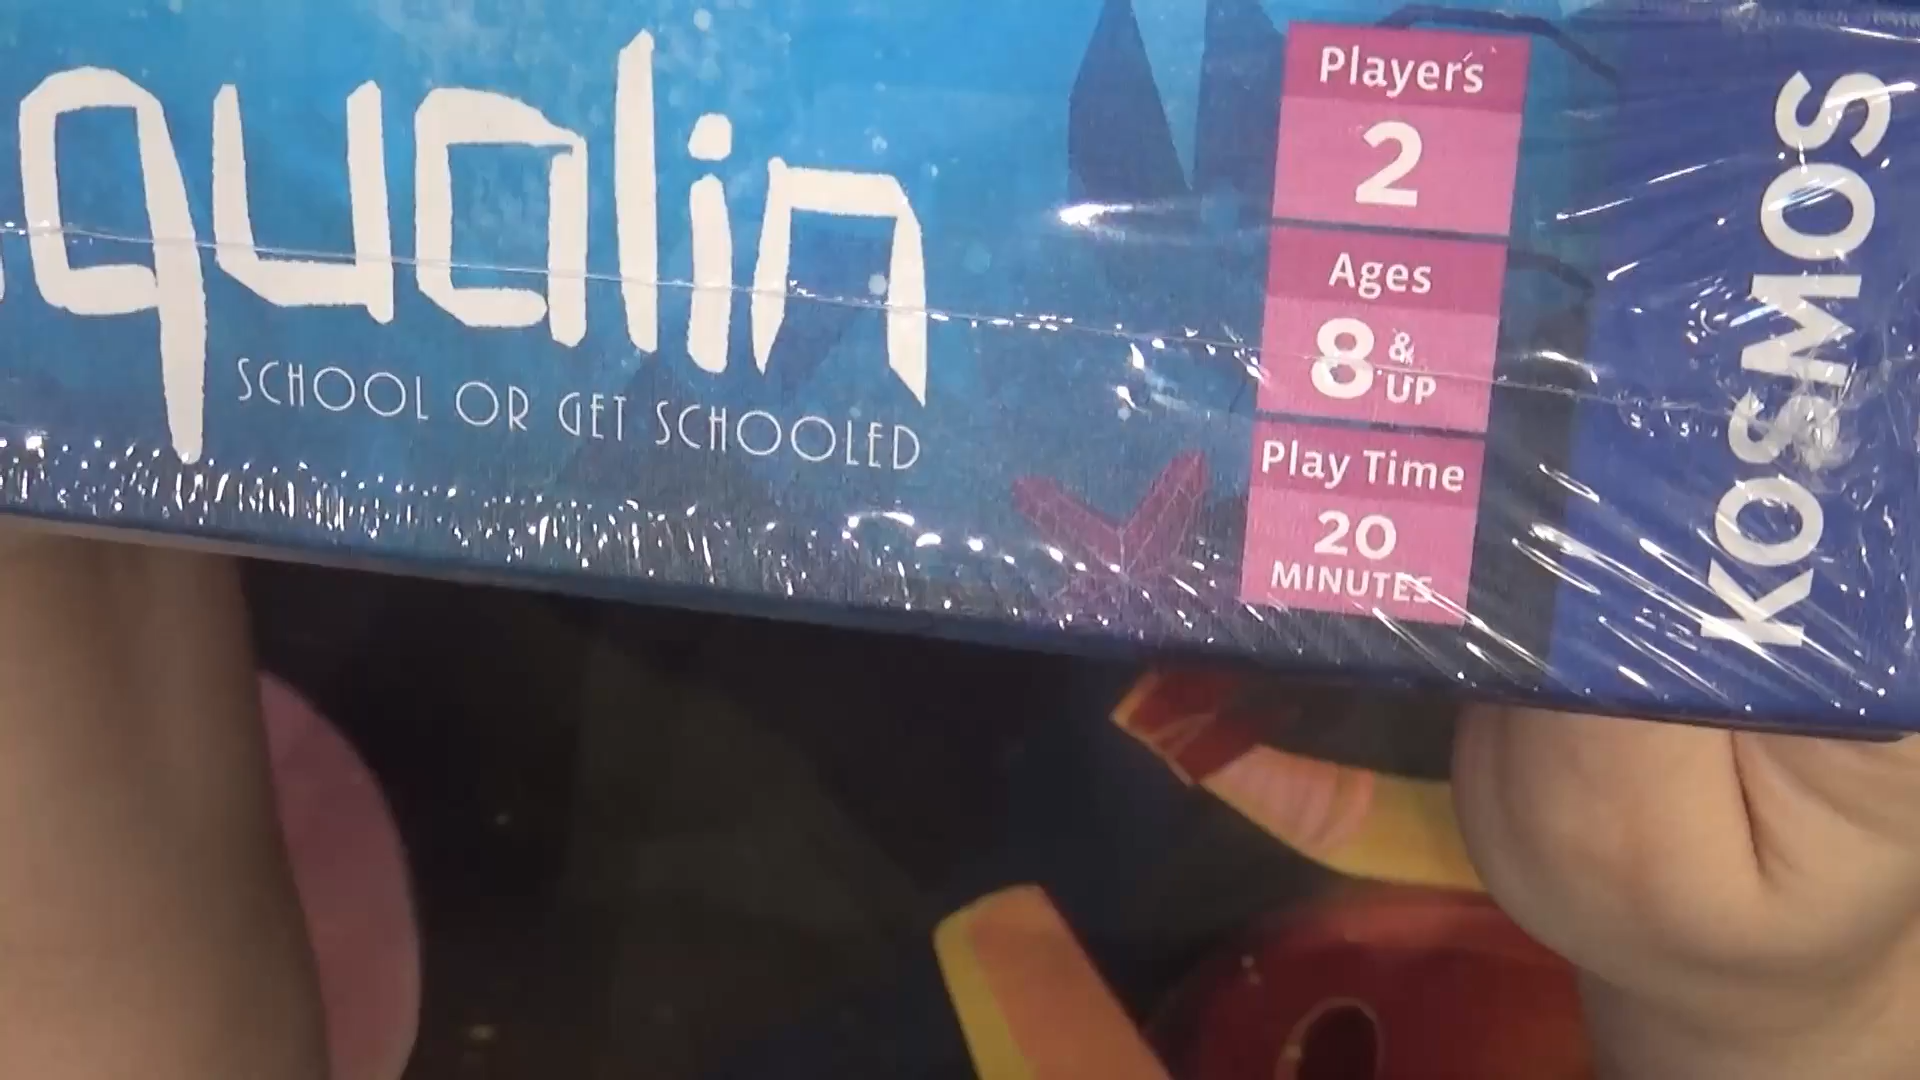 qualin
SCHOOL OR GET SCHOOLED
Players
2
Ages
8 & UP
Play Time
20
MINUTES
KOSMOS